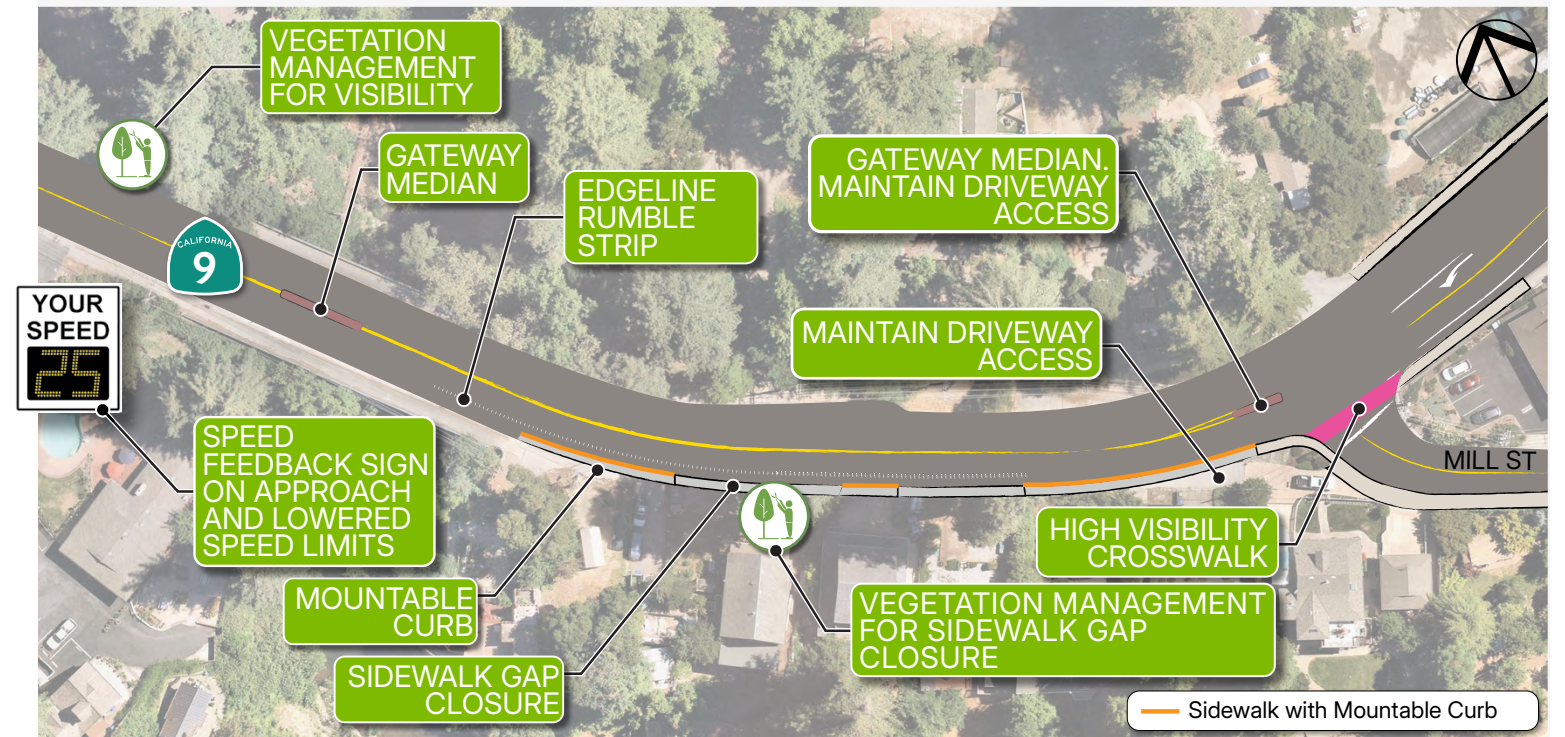 VEGETATION
MANAGEMENT
FOR VISIBILITY
GATEWAY
MEDIAN
EDGELINE
RUMBLE
STRIP
GATEWAY MEDIAN.
MAINTAIN DRIVEWAY
ACCESS
CALIFORNIA
9
YOUR
SPEED
25
MAINTAIN DRIVEWAY
ACCESS
SPEED
FEEDBACK SIGN
ON APPROACH
AND LOWERED
SPEED LIMITS
MILL ST
HIGH VISIBILITY
CROSSWALK
MOUNTABLE
CURB
VEGETATION MANAGEMENT
FOR SIDEWALK GAP
CLOSURE
SIDEWALK GAP
CLOSURE
Sidewalk with Mountable Curb